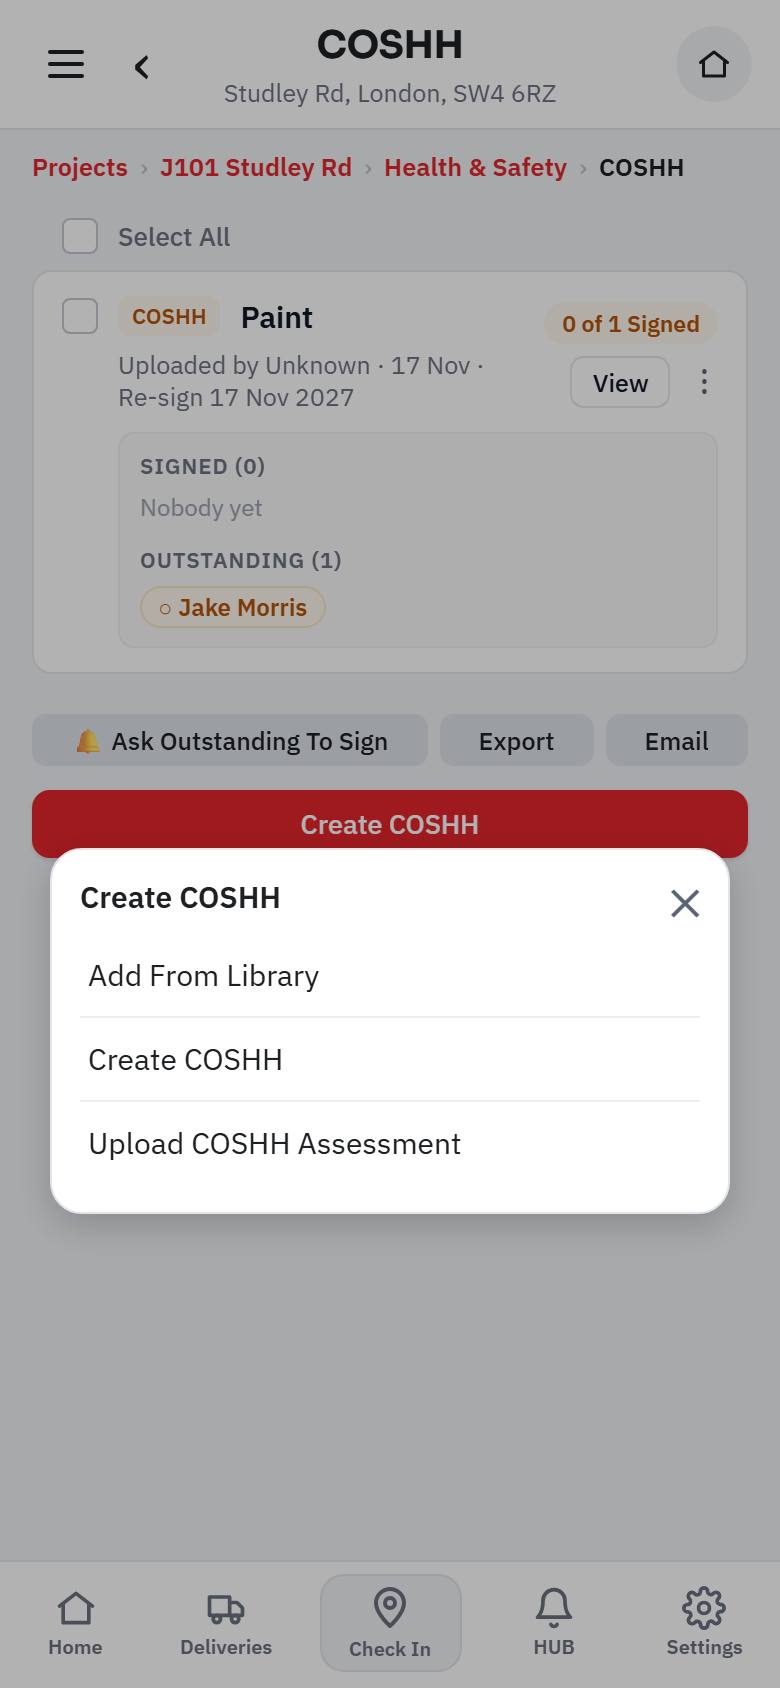 COSHH
Studley Rd, London, SW4 6RZ
Projects › J101 Studley Rd › Health & Safety › COSHH
Select All
COSHH Paint
0 of 1 Signed
Uploaded by Unknown · 17 Nov ·
Re-sign 17 Nov 2027
View
SIGNED (0)
Nobody yet
OUTSTANDING (1)
○ Jake Morris
🔔 Ask Outstanding To Sign
Export
Email
Create COSHH
Create COSHH
Add From Library
Create COSHH
Upload COSHH Assessment
Home
Deliveries
Check In
HUB
Settings